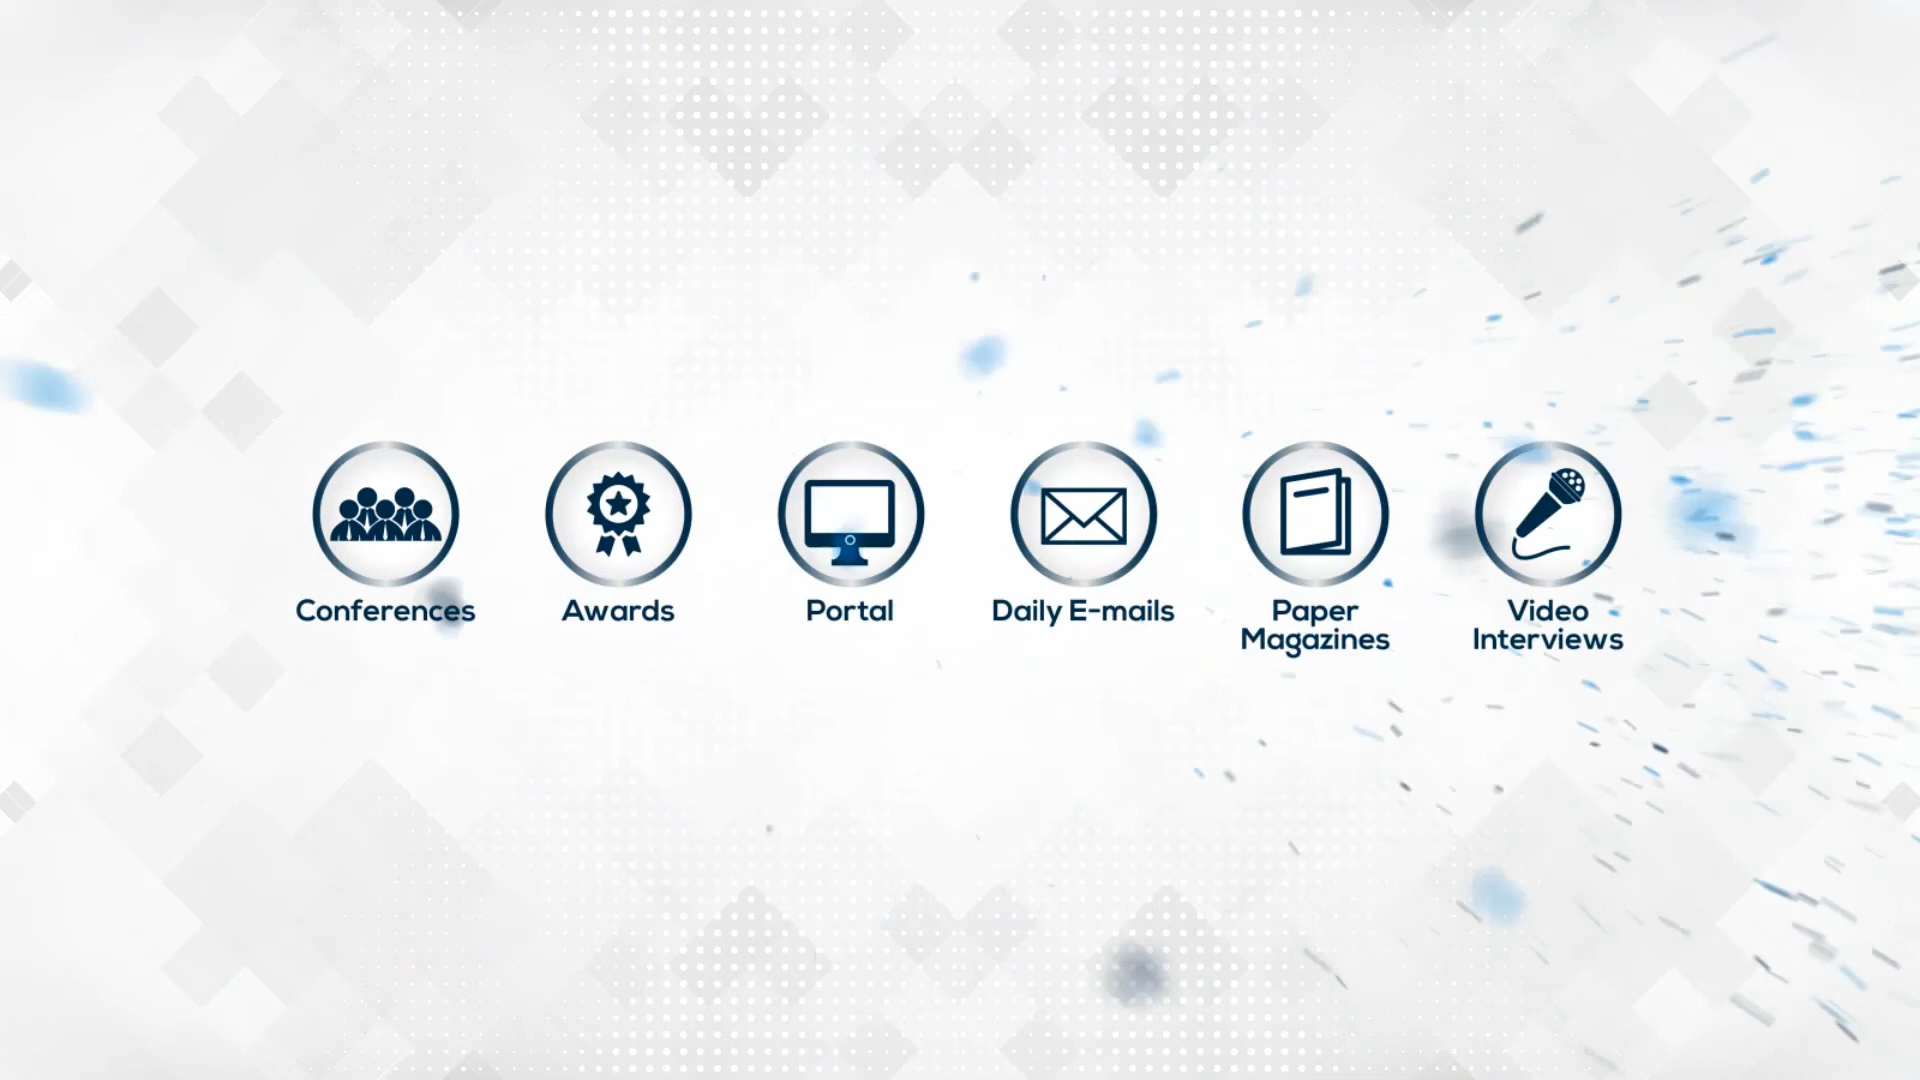 Conferences
Awards
Portal
Daily E-mails
Paper
Magazines
Video
Interviews